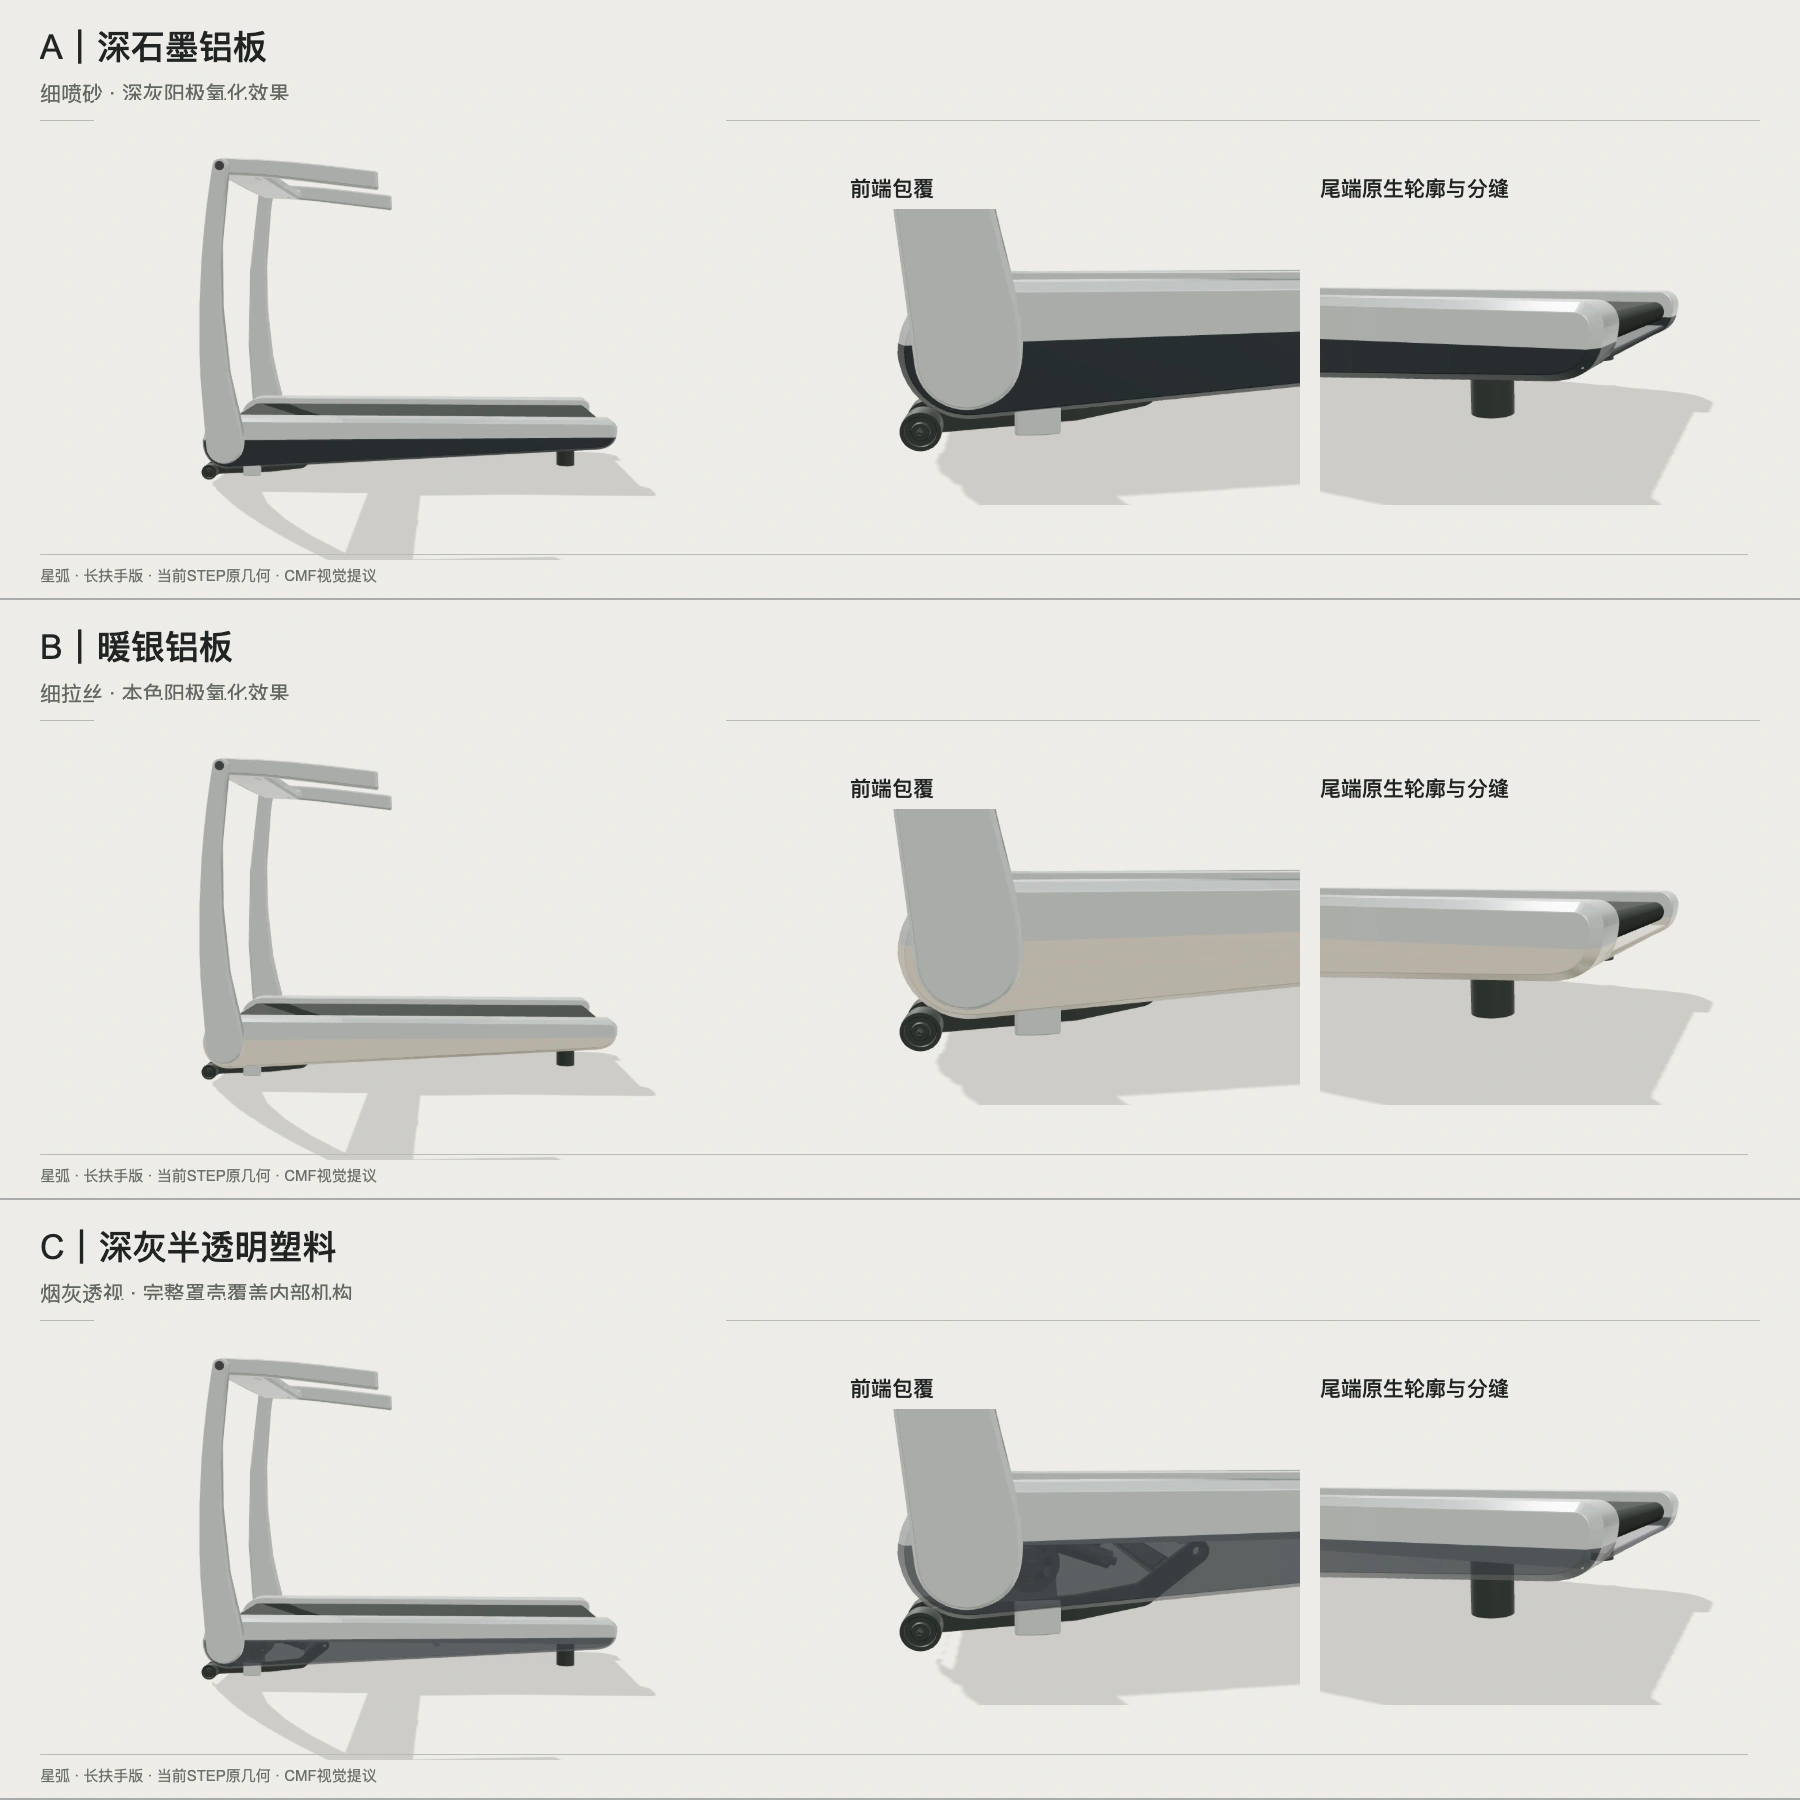 A｜深石墨铝板
细喷砂 · 深灰阳极氧化效果
前端包覆
尾端原生轮廓与分缝
星弧 · 长扶手版 · 当前STEP原几何 · CMF视觉提议
B｜暖银铝板
细拉丝 · 本色阳极氧化效果
前端包覆
尾端原生轮廓与分缝
星弧 · 长扶手版 · 当前STEP原几何 · CMF视觉提议
C｜深灰半透明塑料
烟灰透视 · 完整罩壳覆盖内部机构
前端包覆
尾端原生轮廓与分缝
星弧 · 长扶手版 · 当前STEP原几何 · CMF视觉提议